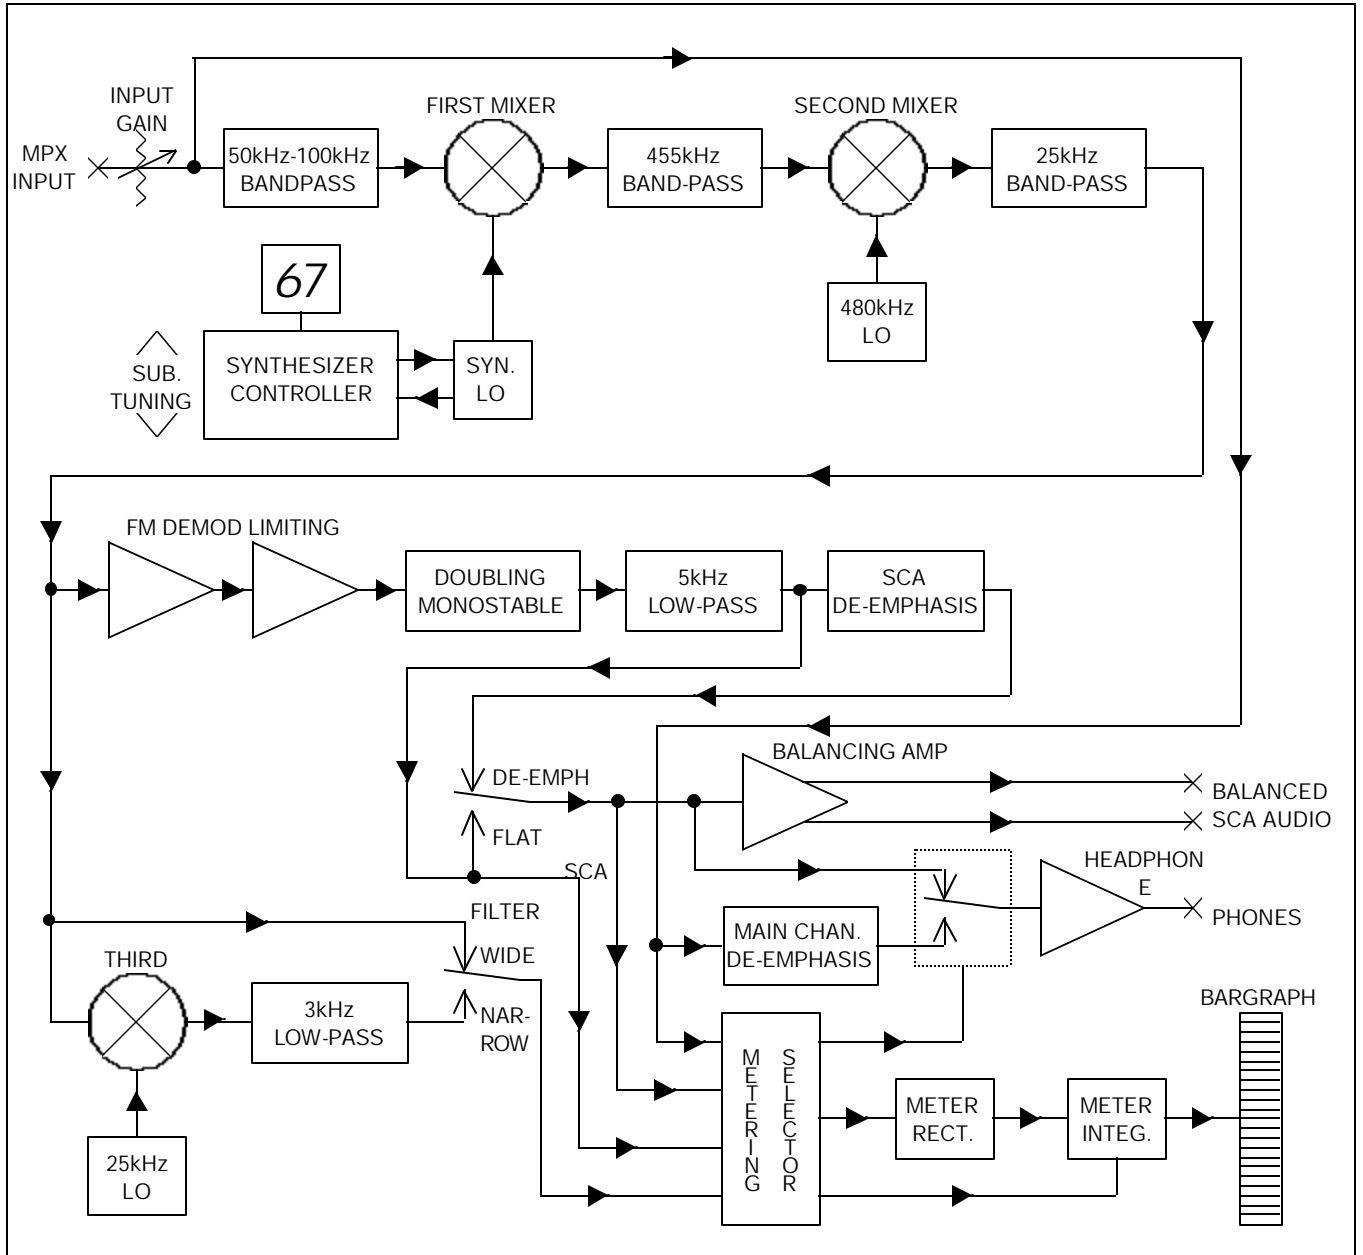 INPUT
GAIN
MPX
INPUT
50kHz-100kHz
BANDPASS
FIRST MIXER
455kHz
BAND-PASS
SECOND MIXER
25kHz
BAND-PASS
67
480kHz
LO
SUB.
TUNING
SYNTHESIZER
CONTROLLER
SYN.
LO
FM DEMOD LIMITING
DOUBLING
MONOSTABLE
5kHz
LOW-PASS
SCA
DE-EMPHASIS
BALANCING AMP
DE-EMPH
FLAT
BALANCED
SCA AUDIO
SCA
HEADPHON
E
FILTER
PHONES
MAIN CHAN.
DE-EMPHASIS
WIDE
THIRD
3kHz
LOW-PASS
NAR-
ROW
BARGRAPH
METERING
SELECTOR
METER
RECT.
METER
INTEG.
25kHz
LO